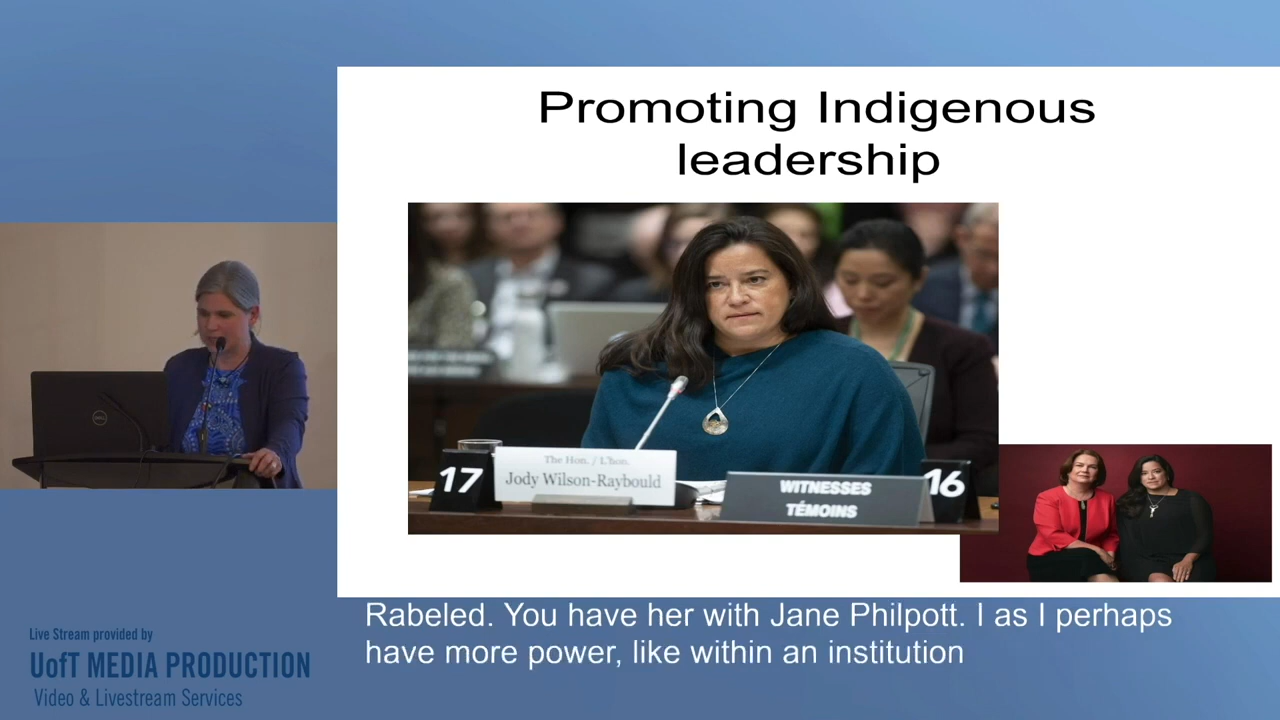 Promoting Indigenous
leadership
17
The Hon. / L'hon.
Jody Wilson-Raybould
WITNESSES
TÉMOINS
16
DELL
Rabeled. You have her with Jane Philpott. I as I perhaps
have more power, like within an institution
Live Stream provided by
UofT MEDIA PRODUCTION
Video & Livestream Services